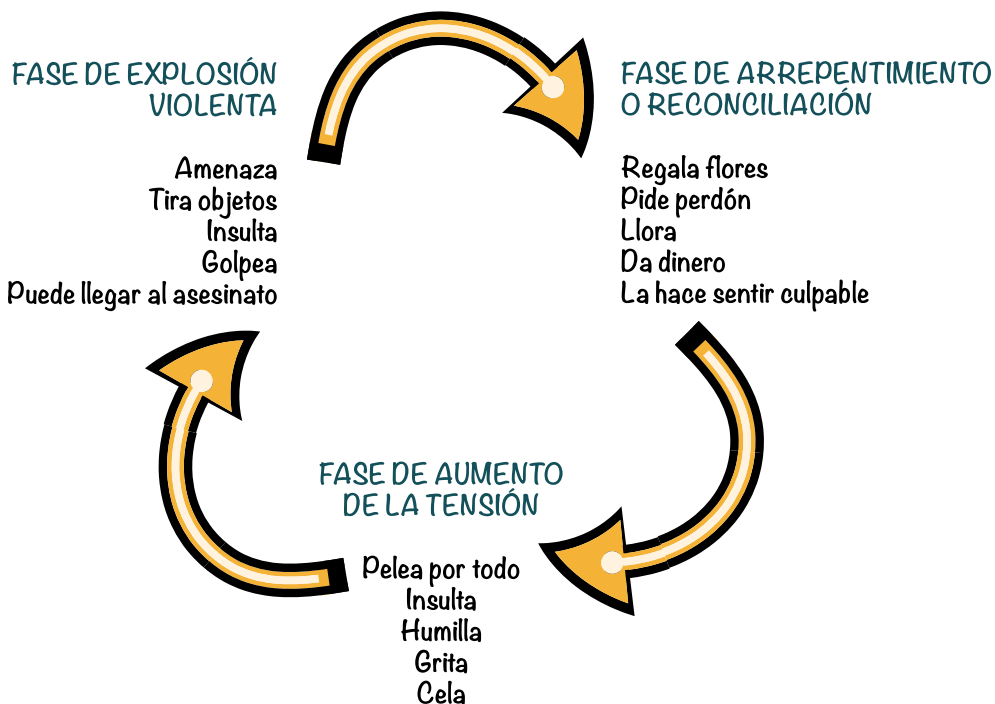 FASE DE EXPLOSIÓN
VIOLENTA
Amenaza
Tira objetos
Insulta
Golpea
Puede llegar al asesinato
FASE DE ARREPENTIMIENTO
O RECONCILIACIÓN
Regala flores
Pide perdón
Llora
Da dinero
La hace sentir culpable
FASE DE AUMENTO
DE LA TENSIÓN
Pelea por todo
Insulta
Humilla
Grita
Cela